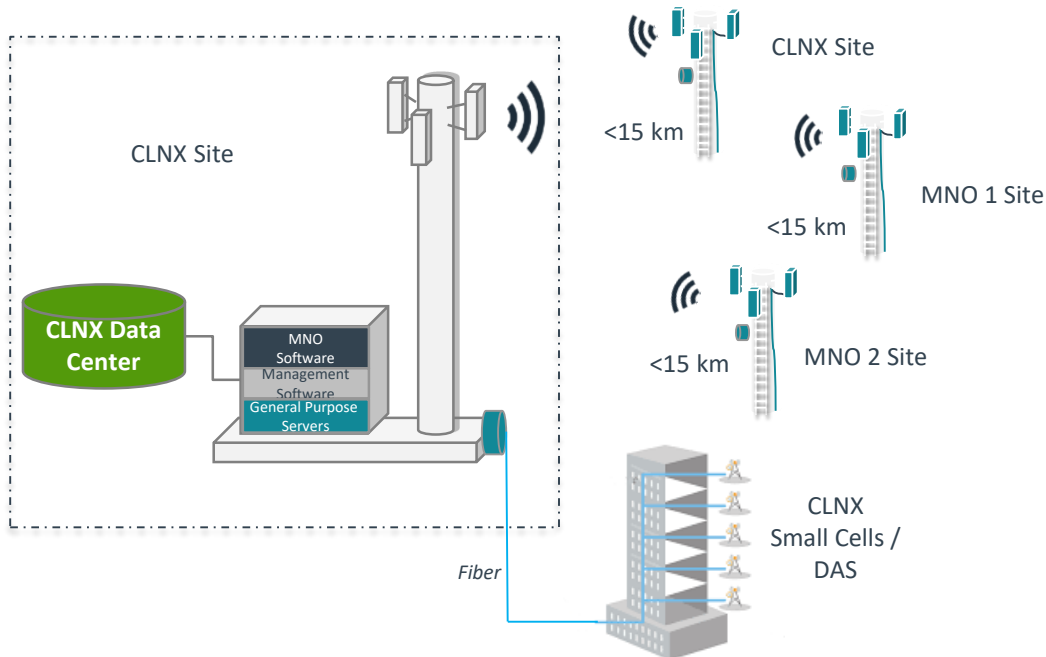 CLNX Site
CLNX Data
Center
MNO
Software
Management
Software
General Purpose
Servers
Fiber
CLNX Site
<15 km
MNO 1 Site
<15 km
MNO 2 Site
<15 km
CLNX
Small Cells /
DAS